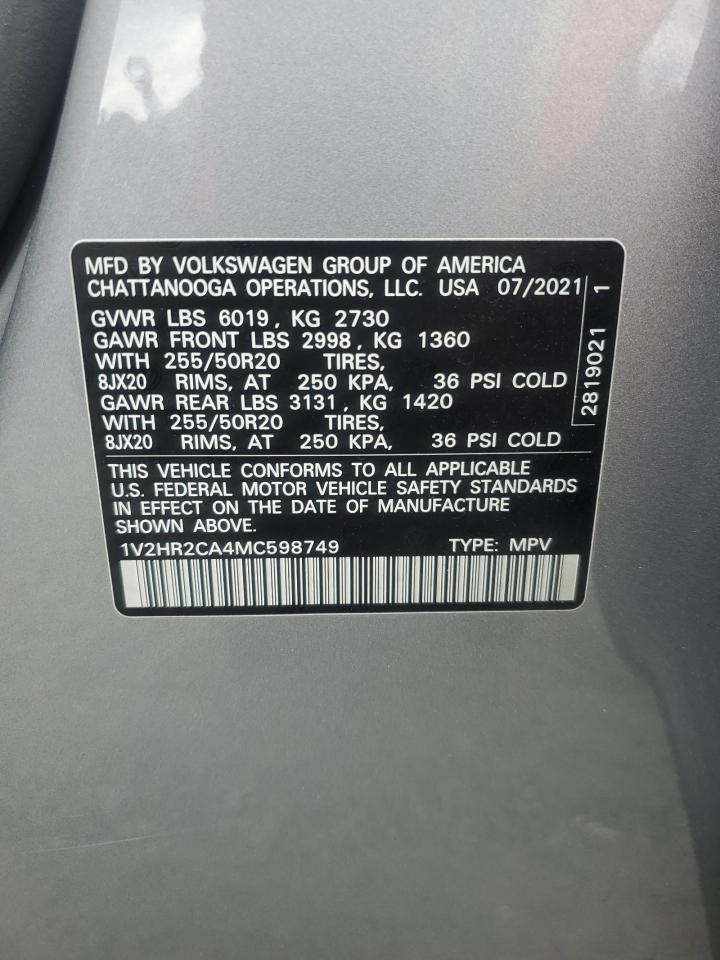 MFD BY VOLKSWAGEN GROUP OF AMERICA
CHATTANOOGA OPERATIONS, LLC. USA 07/2021
GVWR LBS 6019, KG 2730
GAWR FRONT LBS 2998, KG 1360
WITH 255/50R20 TIRES,
8JX20 RIMS, AT 250 KPA, 36 PSI COLD
GAWR REAR LBS 3131, KG 1420
WITH 255/50R20 TIRES,
8JX20 RIMS, AT 250 KPA, 36 PSI COLD
2819021 1
THIS VEHICLE CONFORMS TO ALL APPLICABLE
U.S. FEDERAL MOTOR VEHICLE SAFETY STANDARDS
IN EFFECT ON THE DATE OF MANUFACTURE
SHOWN ABOVE.
1V2HR2CA4MC598749 TYPE: MPV